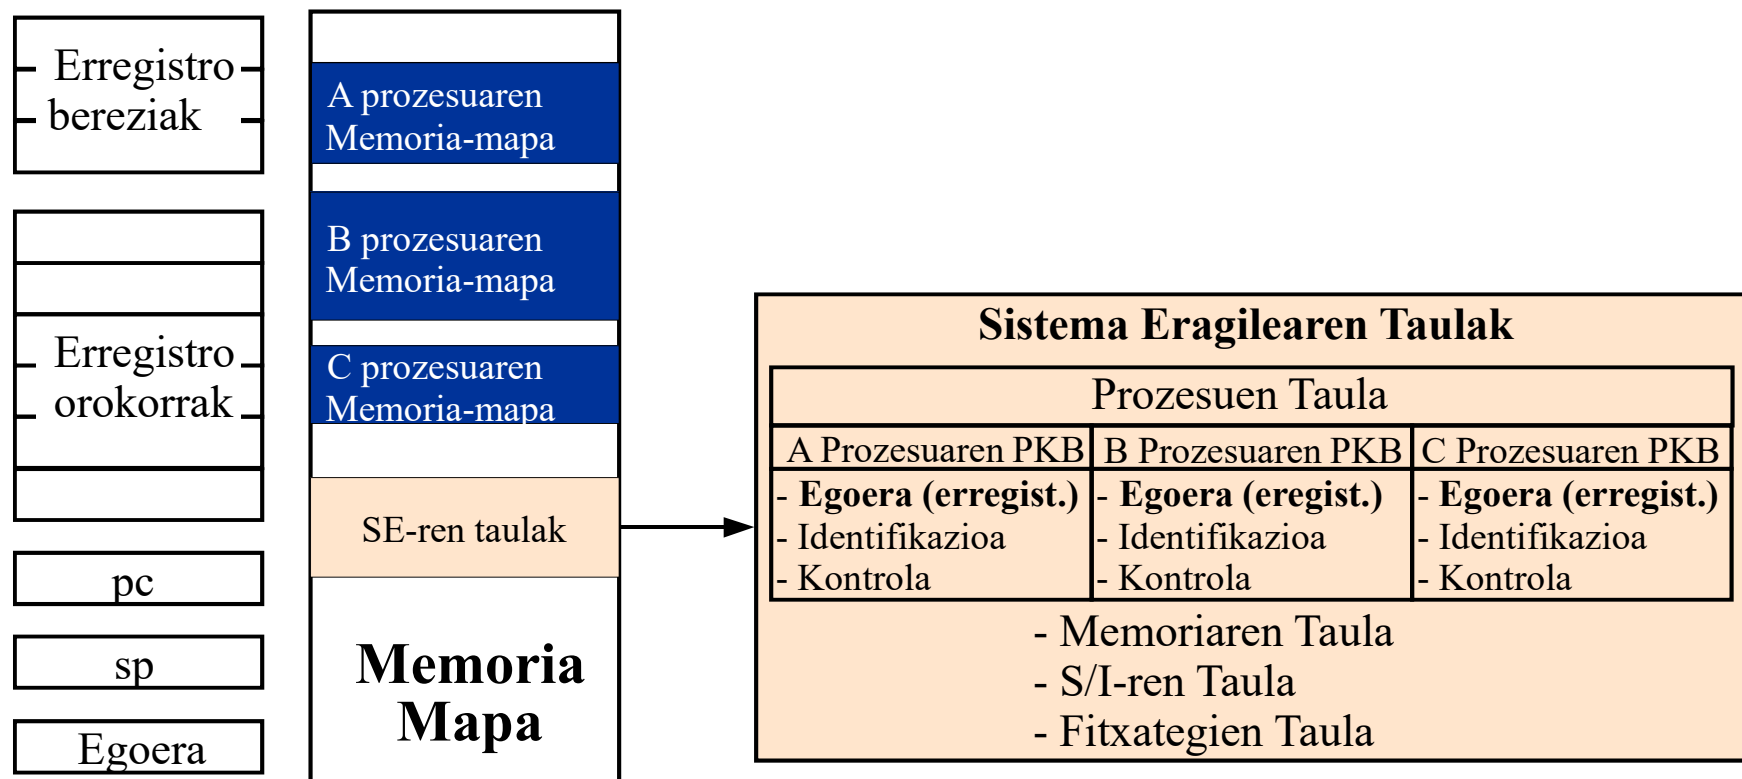 Erregistro
bereziak
Erregistro
orokorrak
pc
sp
Egoera
A prozesuaren
Memoria-mapa
B prozesuaren
Memoria-mapa
C prozesuaren
Memoria-mapa
SE-ren taulak
Memoria
Mapa
Sistema Eragilearen Taulak
Prozesuen Taula
A Prozesuaren PKB
- Egoera (erregist.)
- Identifikazioa
- Kontrola
B Prozesuaren PKB
- Egoera (eregist.)
- Identifikazioa
- Kontrola
C Prozesuaren PKB
- Egoera (erregist.)
- Identifikazioa
- Kontrola
- Memoriaren Taula
- S/I-ren Taula
- Fitxategien Taula